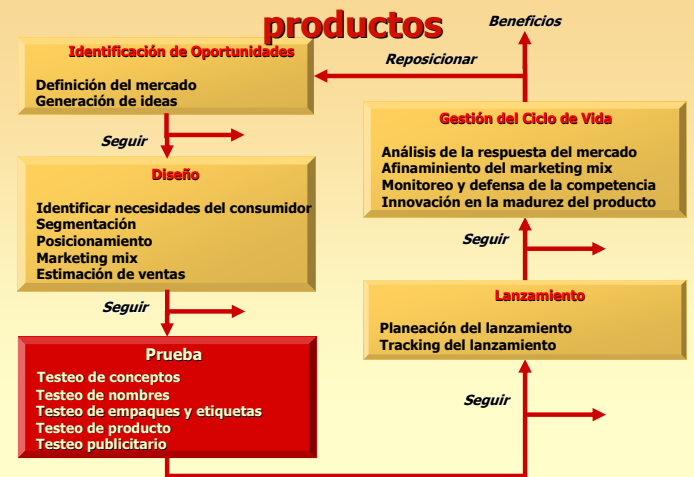 productos
Identificación de Oportunidades
Definición del mercado
Generación de ideas
Seguir
Diseño
Identificar necesidades del consumidor
Segmentación
Posicionamiento
Marketing mix
Estimación de ventas
Seguir
Prueba
Testeo de conceptos
Testeo de nombres
Testeo de empaques y etiquetas
Testeo de producto
Testeo publicitario
Seguir
Lanzamiento
Planeación del lanzamiento
Tracking del lanzamiento
Seguir
Gestión del Ciclo de Vida
Análisis de la respuesta del mercado
Afinaminiento del marketing mix
Monitoreo y defensa de la competencia
Innovación en la madurez del producto
Reposicionar
Beneficios